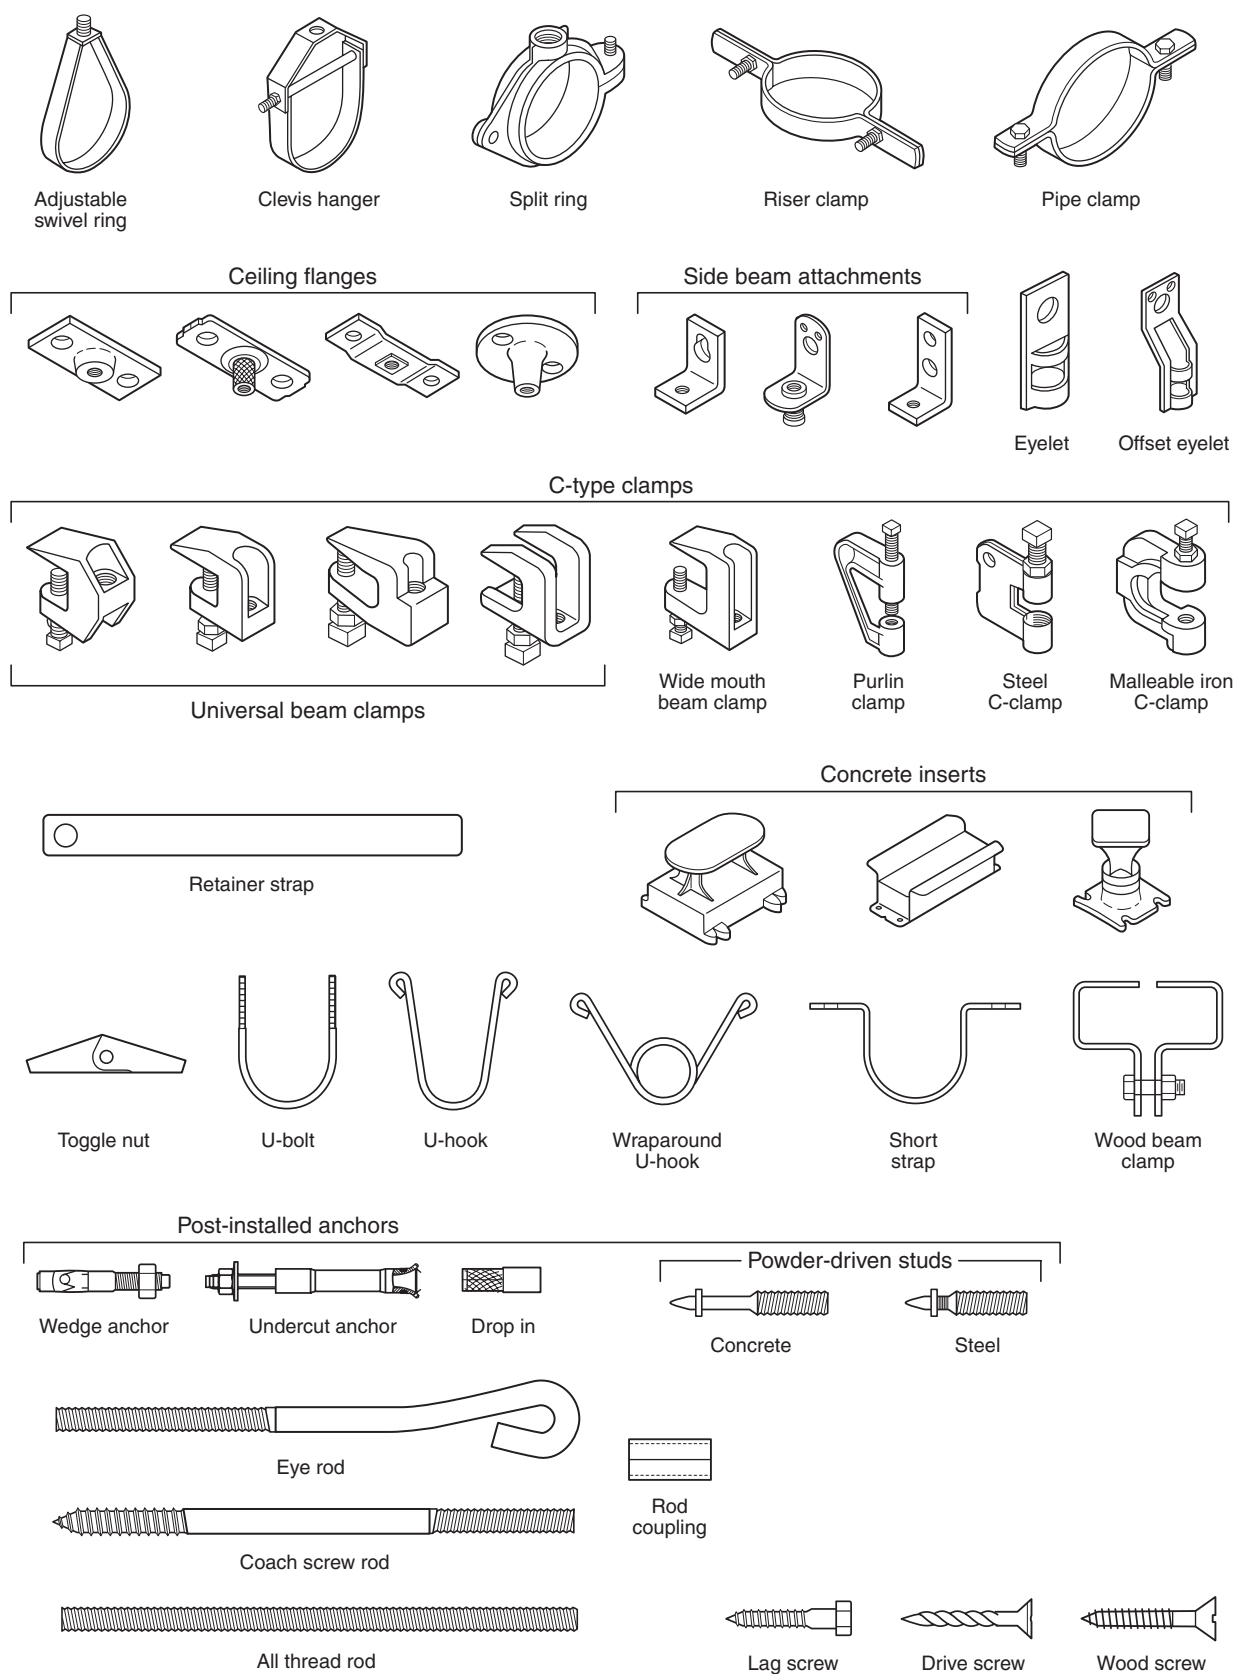 Adjustable
swivel ring
Clevis hanger
Split ring
Riser clamp
Pipe clamp
Ceiling flanges
Side beam attachments
Eyelet
Offset eyelet
C-type clamps
Wide mouth
beam clamp
Purlin
clamp
Steel
C-clamp
Malleable iron
C-clamp
Universal beam clamps
Concrete inserts
Retainer strap
Toggle nut
U-bolt
U-hook
Wraparound
U-hook
Short
strap
Wood beam
clamp
Post-installed anchors
Powder-driven studs
Wedge anchor
Undercut anchor
Drop in
Concrete
Steel
Eye rod
Rod
coupling
Coach screw rod
All thread rod
Lag screw
Drive screw
Wood screw